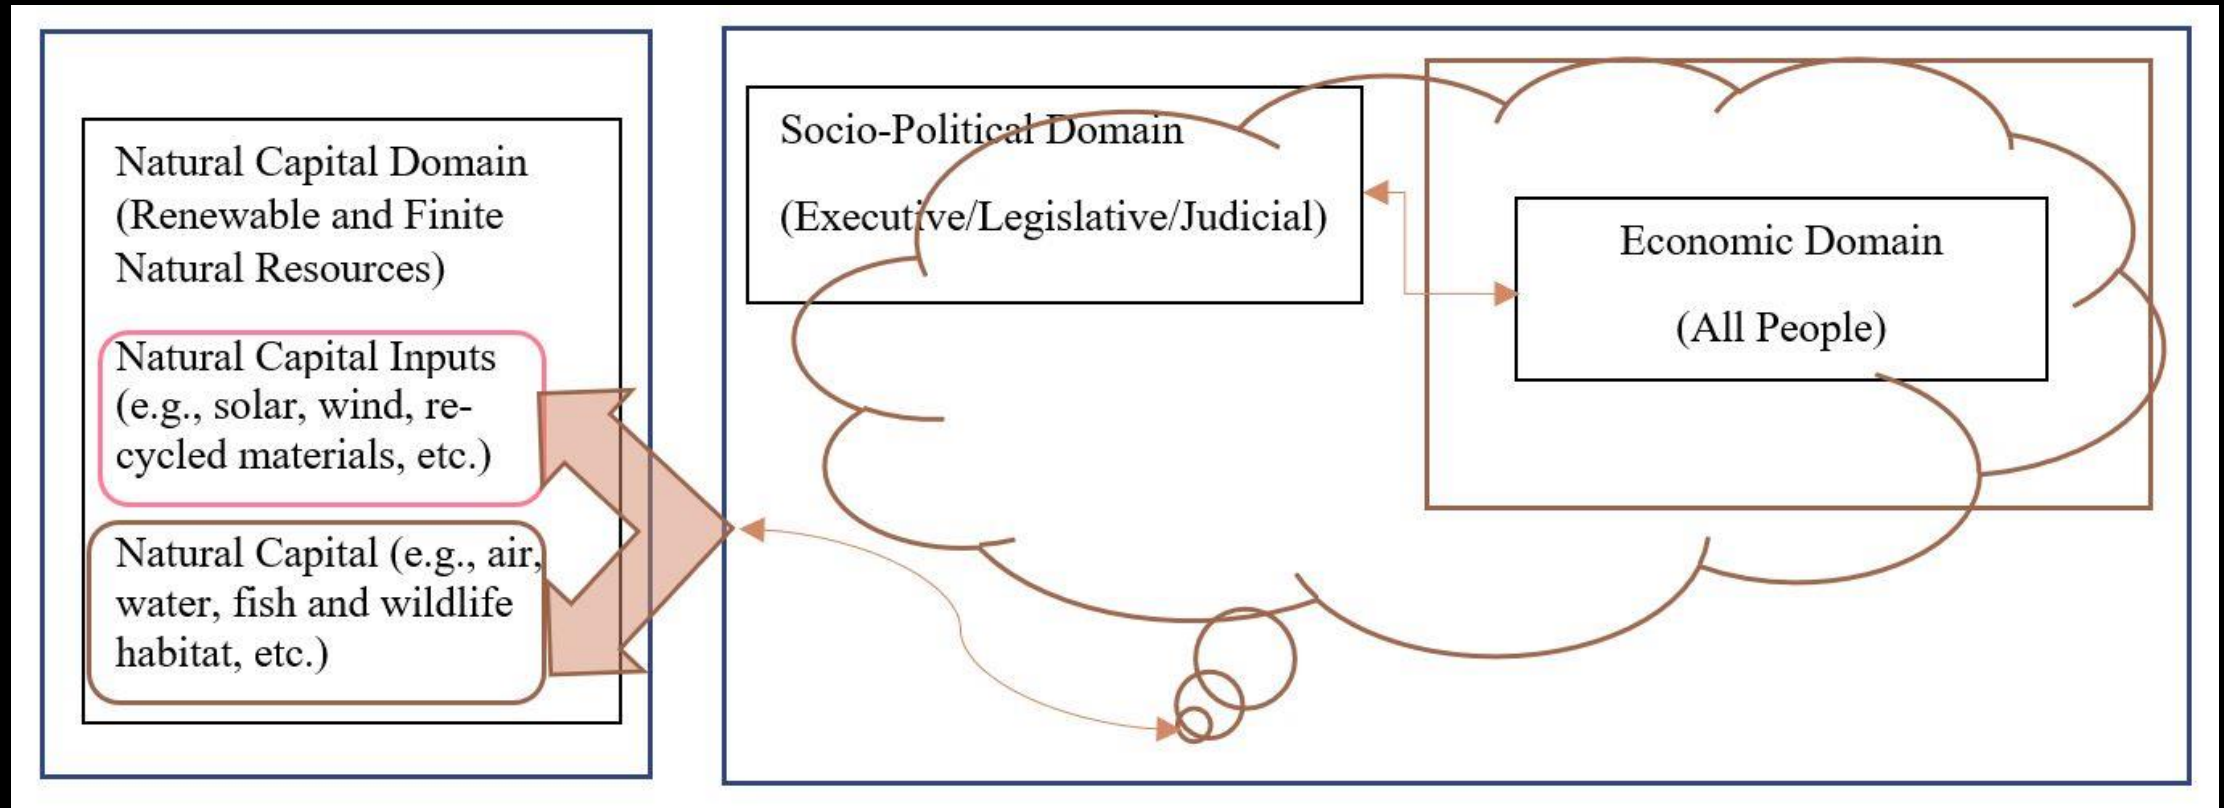 Natural Capital Domain
(Renewable and Finite
Natural Resources)
Natural Capital Inputs
(e.g., solar, wind, re-
cycled materials, etc.)
Natural Capital (e.g., air,
water, fish and wildlife
habitat, etc.)
Socio-Political Domain
(Executive/Legislative/Judicial)
Economic Domain
(All People)